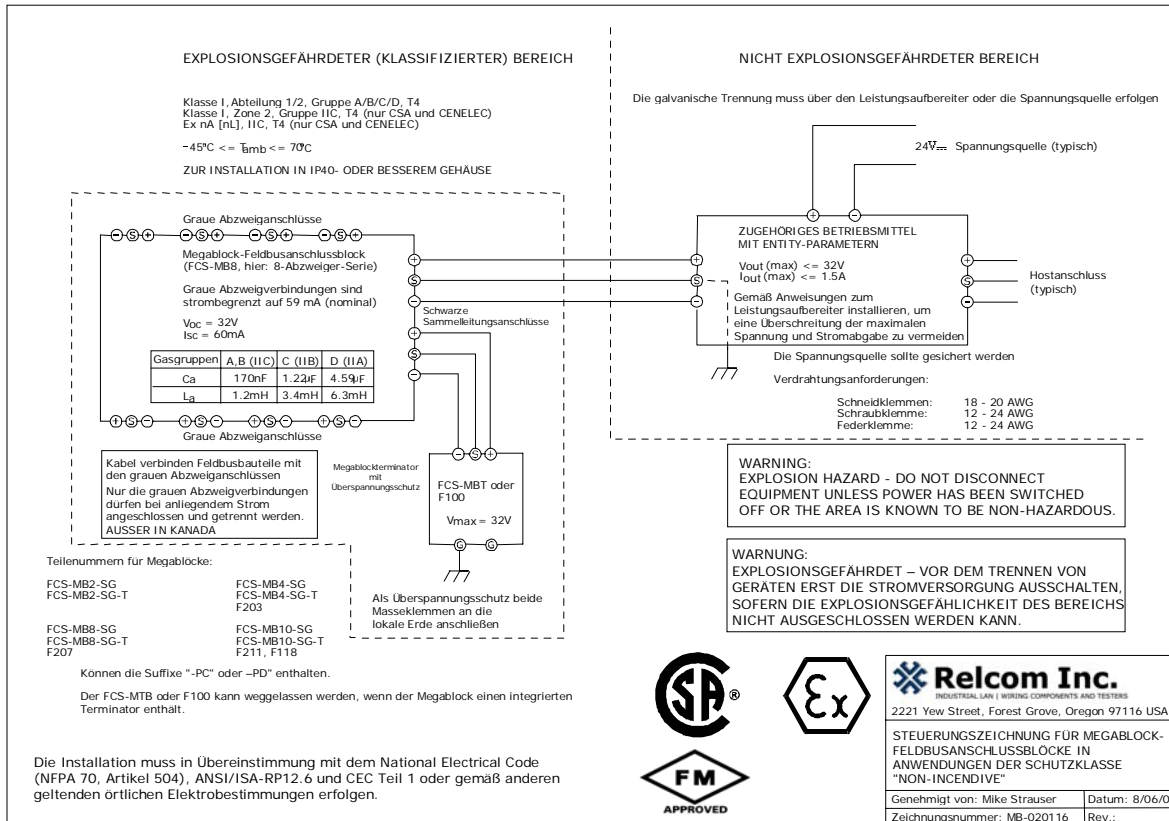 EXPLOSIONSGEFÄHRDETER (KLASSIFIZIERTER) BEREICH
Klasse I, Abteilung 1/2, Gruppe A/B/C/D, T4
Klasse I, Zone 2, Gruppe IIC, T4 (nur CSA und CENELEC)
Ex nA [nL], IIC, T4 (nur CSA und CENELEC)
-45°C <= Tamb <= 70°C
ZUR INSTALLATION IN IP40- ODER BESSEREM GEHÄUSE
Graue Abzweiganschlüsse
Megablock-Feldbusanschlussblock
(FCS-MB8, hier: 8-Abzweiger-Serie)
Graue Abzweigverbindungen sind
strombegrenzt auf 59 mA (nominal)
Voc = 32V
Isc = 60mA
Gasgruppen A,B (IIC) C (IIB) D (IIA)
Ca 170nF 1.22µF 4.59µF
La 1.2mH 3.4mH 6.3mH
Graue Abzweiganschlüsse
Schwarze
Sammelleitungsanschlüsse
Kabel verbinden Feldbusbauteile mit
den grauen Abzweiganschlüssen
Nur die grauen Abzweigverbindungen
dürfen bei anliegendem Strom
angeschlossen und getrennt werden.
AUSSER IN KANADA
Megablockterminator
mit
Überspannungsschutz
FCS-MBT oder
F100
Vmax = 32V
Als Überspannungsschutz beide
Masseklemmen an die
lokale Erde anschließen
Teilenummern für Megablöcke:
FCS-MB2-SG
FCS-MB2-SG-T
FCS-MB4-SG
FCS-MB4-SG-T
F203
FCS-MB8-SG
FCS-MB8-SG-T
F207
FCS-MB10-SG
FCS-MB10-SG-T
F211, F118
Können die Suffixe "-PC" oder –PD" enthalten.
Der FCS-MTB oder F100 kann weggelassen werden, wenn der Megablock einen integrierten
Terminator enthält.
Die Installation muss in Übereinstimmung mit dem National Electrical Code
(NFPA 70, Artikel 504), ANSI/ISA-RP12.6 und CEC Teil 1 oder gemäß anderen
geltenden örtlichen Elektrobestimmungen erfolgen.
NICHT EXPLOSIONSGEFÄHRDETER BEREICH
Die galvanische Trennung muss über den Leistungsaufbereiter oder die Spannungsquelle erfolgen
24V Spannungsquelle (typisch)
ZUGEHÖRIGES BETRIEBSMITTEL
MIT ENTITY-PARAMETERN
Vout (max) <= 32V
Iout (max) <= 1.5A
Gemäß Anweisungen zum
Leistungsaufbereiter installieren, um
eine Überschreitung der maximalen
Spannung und Stromabgabe zu vermeiden
Hostanschluss
(typisch)
Die Spannungsquelle sollte gesichert werden
Verdrahtungsanforderungen:
Schneidklemmen: 18 - 20 AWG
Schraubklemme: 12 - 24 AWG
Federklemme: 12 - 24 AWG
WARNING:
EXPLOSION HAZARD - DO NOT DISCONNECT
EQUIPMENT UNLESS POWER HAS BEEN SWITCHED
OFF OR THE AREA IS KNOWN TO BE NON-HAZARDOUS.
WARNUNG:
EXPLOSIONSGEFÄHRDET – VOR DEM TRENNEN VON
GERÄTEN ERST DIE STROMVERSORGUNG AUSSCHALTEN,
SOFERN DIE EXPLOSIONSGEFÄHLICHKEIT DES BEREICHS
NICHT AUSGESCHLOSSEN WERDEN KANN.
SA ®
Ex
FM
APPROVED
Relcom Inc.
INDUSTRIAL LAN | WIRING COMPONENTS AND TESTERS
2221 Yew Street, Forest Grove, Oregon 97116 USA
STEUERUNGSZEICHNUNG FÜR MEGABLOCK-
FELDBUSANSCHLUSSBLÖCKE IN
ANWENDUNGEN DER SCHUTZKLASSE
"NON-INCENDIVE"
Genehmigt von: Mike Strauser
Datum: 8/06/0
Zeichnungsnummer: MB-020116
Rev.: